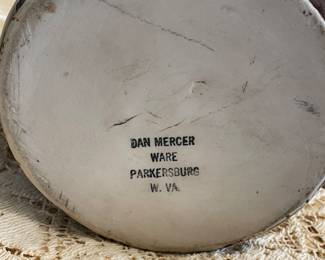 DAN MERCER
WARE
PARKERSBURG
W. VA.